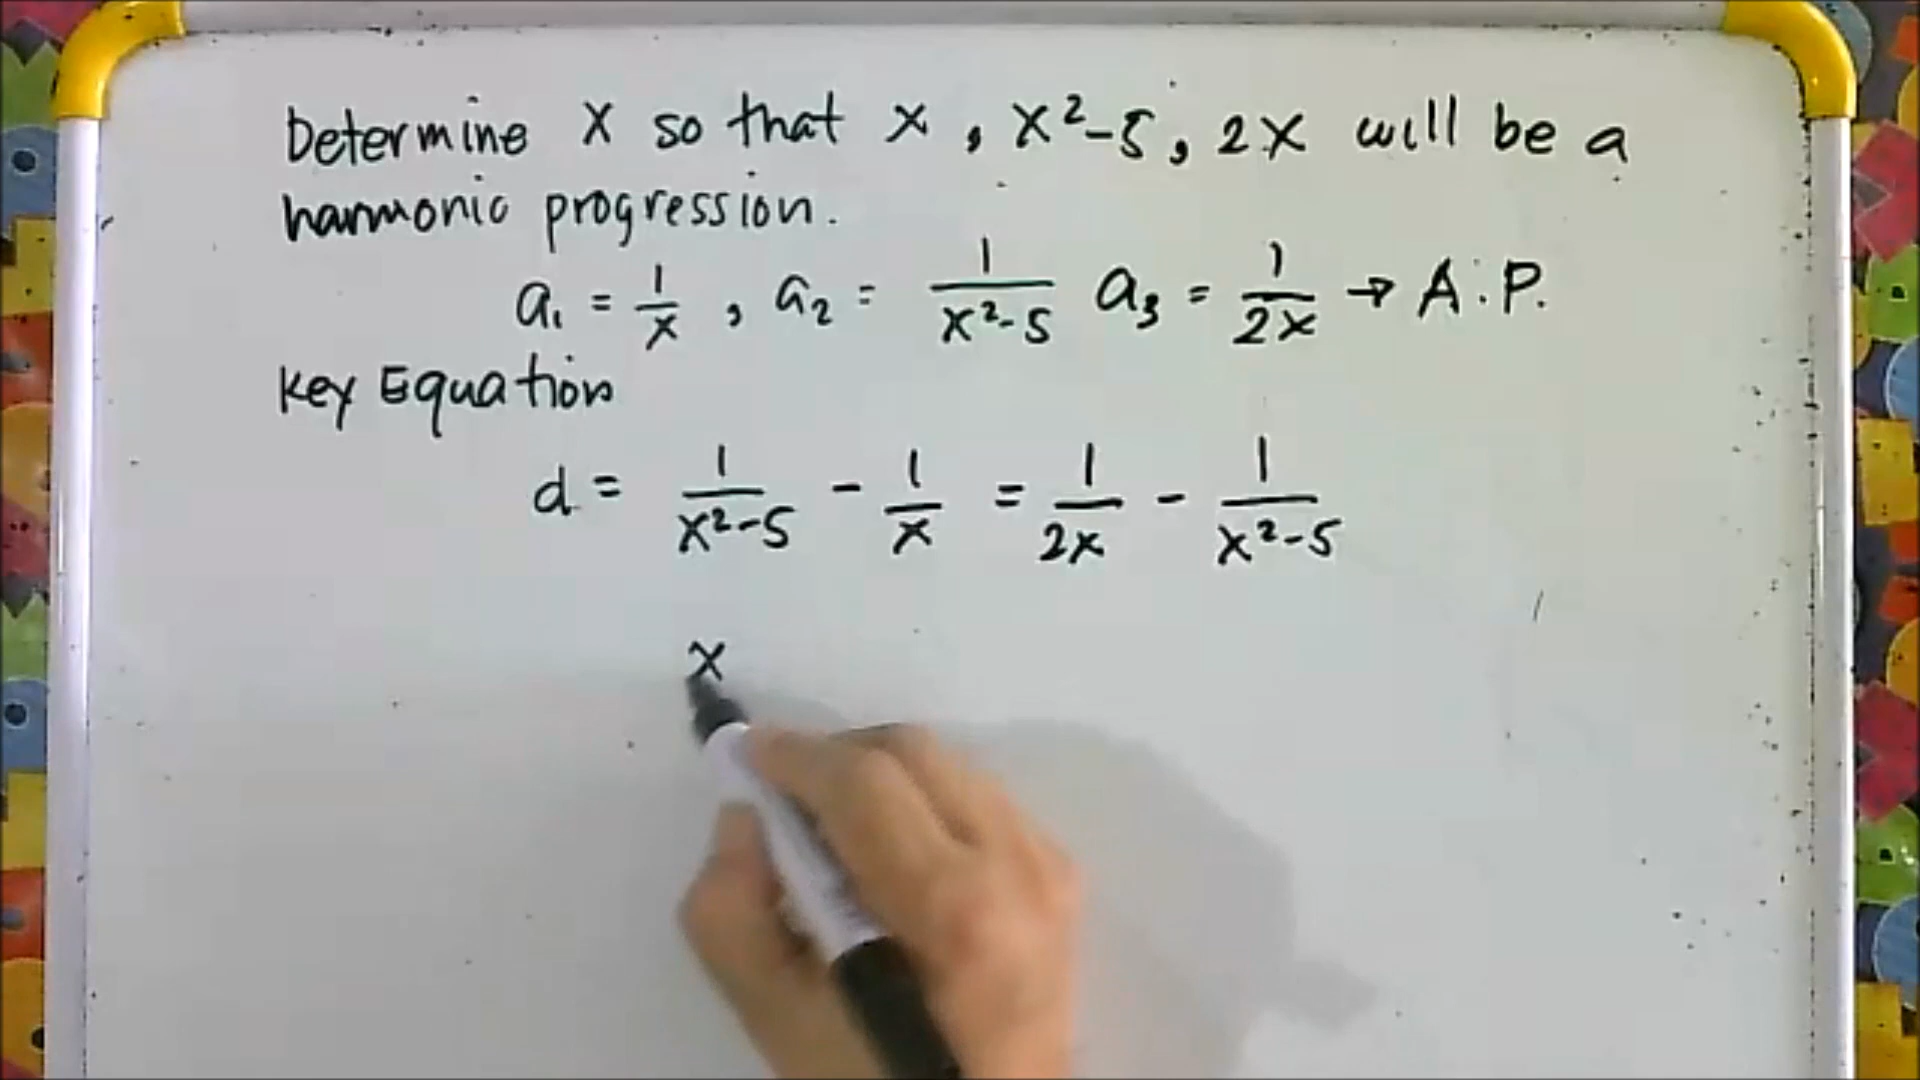 Determine x so that x, x²-5, 2x will be a
harmonic progression.
a₁ = 1/x, a₂ = 1/(x²-5) a₃ = 1/(2x) → A.P.
Key Equation
d = 1/(x²-5) - 1/x = 1/(2x) - 1/(x²-5)
x